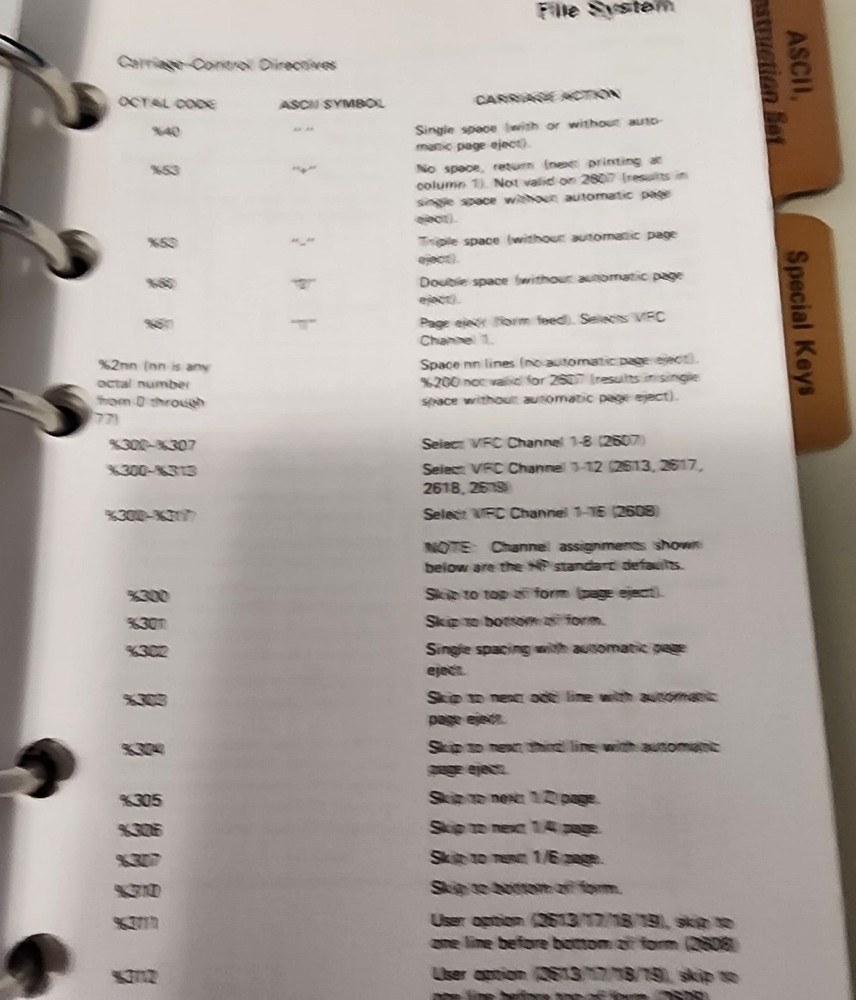 File System
Carriage-Control Directives
OCTAL CODE ASCII SYMBOL CARRIAGE ACTION
%40 " " Single space (with or without auto-
matic page eject).
%53 "+" No space, return (next printing at
column 1). Not valid on 2607 (results in
single space without automatic page
eject).
"-" Triple space (without automatic page
eject).
Double space (without automatic page
eject).
Page eject (form feed). Selects VFC
Channel 1.
%2nn (nn is any Space nn lines (no automatic page eject).
octal number %200 not valid for 2607 (results in single
from 0 through space without automatic page eject).
77)
%300-%307 Select VFC Channel 1-8 (2607)
%300-%313 Select VFC Channel 1-12 (2613, 2617,
2618, 2619)
%300-%317 Select VFC Channel 1-16 (2608)
NOTE: Channel assignments shown
below are the HP standard defaults.
%300 Skip to top of form (page eject).
%301 Skip to bottom of form.
%302 Single spacing with automatic page
eject.
%303 Skip to next odd line with automatic
page eject.
%304 Skip to next third line with automatic
page eject.
%305 Skip to next 1/2 page.
%306 Skip to next 1/4 page.
%307 Skip to next 1/6 page.
%310 Skip to bottom of form.
%311 User option (2613/17/18/19), skip to
one line before bottom of form (2608)
%312 User option (2613/17/18/19), skip to
one line before top of form (2608)
ASCII,
Instruction Set
Special Keys